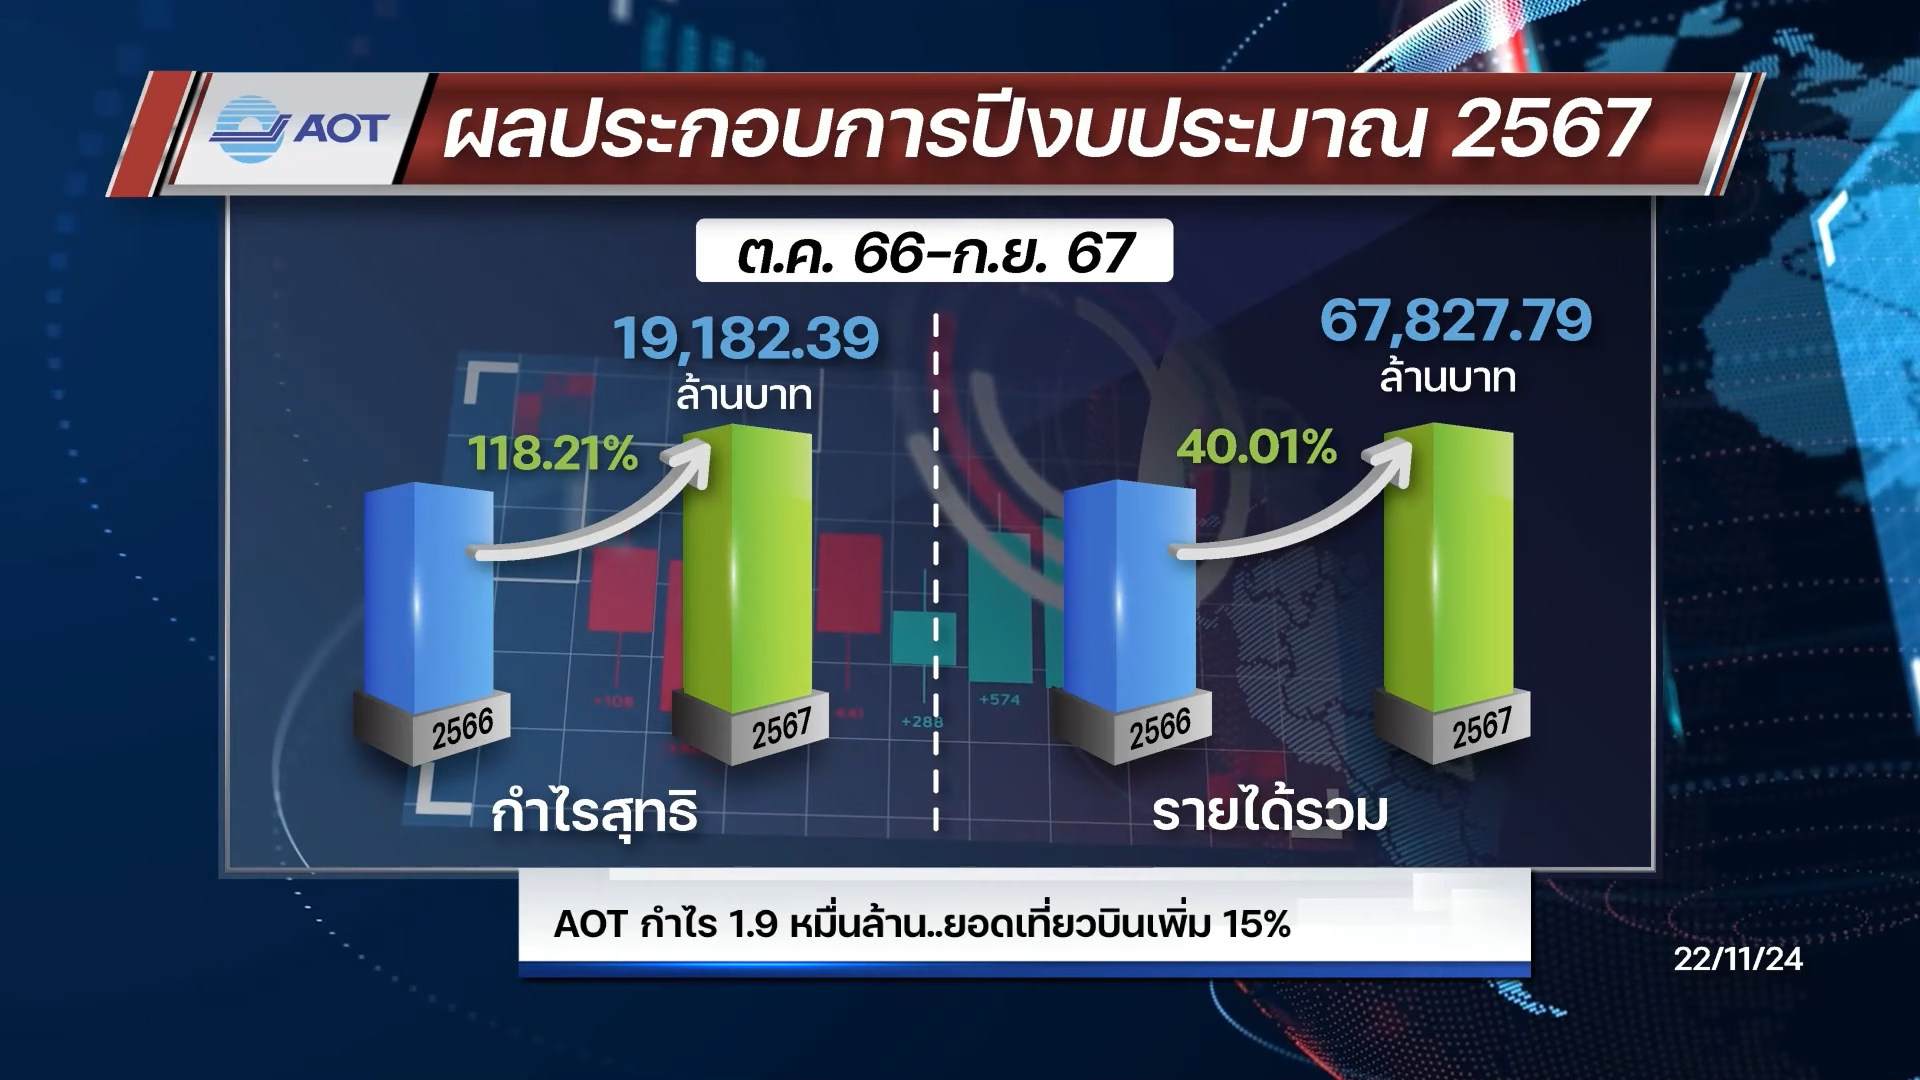 AOT
ผลประกอบการปีงบประมาณ 2567
ต.ค. 66-ก.ย. 67
19,182.39
ล้านบาท
118.21%
2566
2567
กำไรสุทธิ
67,827.79
ล้านบาท
40.01%
2566
2567
รายได้รวม
+288
+574
AOT กำไร 1.9 หมื่นล้าน..ยอดเที่ยวบินเพิ่ม 15%
22/11/24